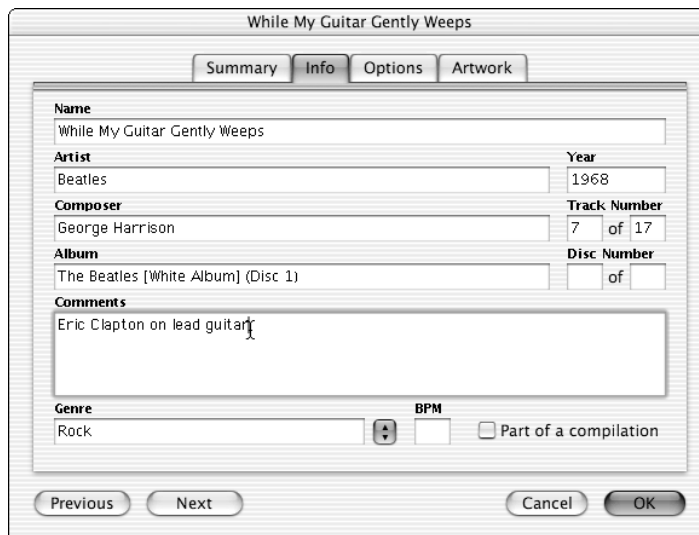 While My Guitar Gently Weeps
Summary Info Options Artwork
Name
While My Guitar Gently Weeps
Artist Year
Beatles 1968
Composer Track Number
George Harrison 7 of 17
Album Disc Number
The Beatles [White Album] (Disc 1) of
Comments
Eric Clapton on lead guitar
Genre BPM
Rock Part of a compilation
Previous Next Cancel OK